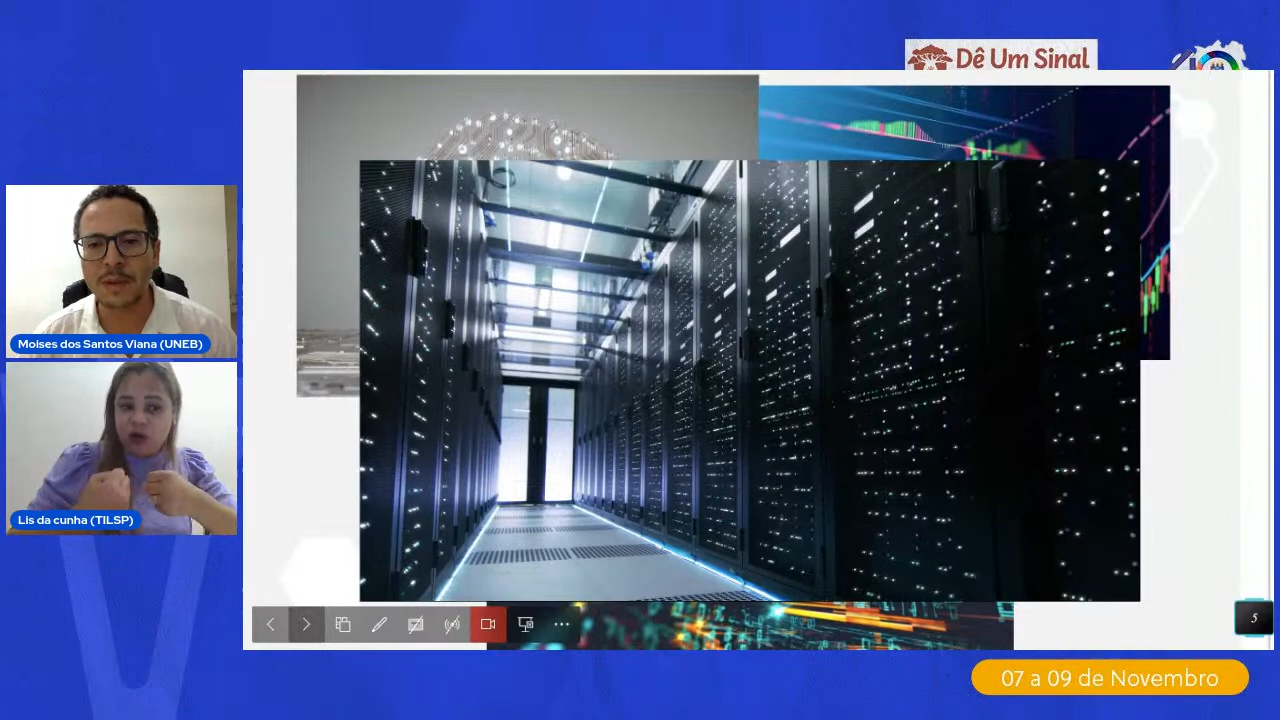 Dê Um Sinal
Moises dos Santos Viana (UNEB)
Lis da cunha (TILSP)
5
07 a 09 de Novembro